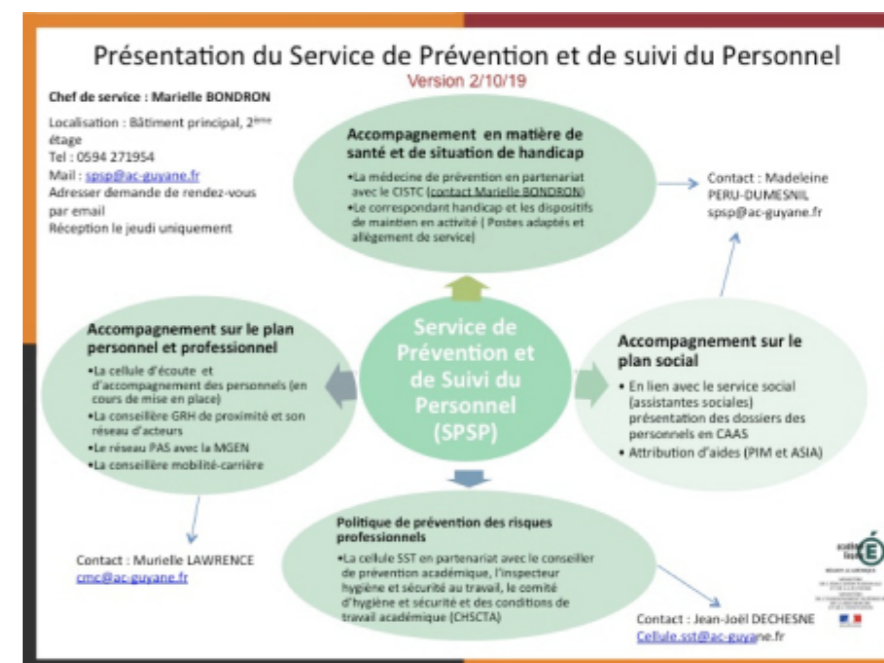 Présentation du Service de Prévention et de suivi du Personnel
Version 2/10/19
Chef de service : Marielle BONDRON
Localisation : Bâtiment principal, 2ème
étage
Tel : 0594 271954
Mail : spsp@ac-guyane.fr
Adresser demande de rendez-vous
par email
Réception le jeudi uniquement
Accompagnement en matière de
santé et de situation de handicap
•La médecine de prévention en partenariat
avec le CISTC (contact Marielle BONDRON)
•Le correspondant handicap et les dispositifs
de maintien en activité ( Postes adaptés et
allègement de service)
Contact : Madeleine
PERU-DUMESNIL
spsp@ac-guyane.fr
Accompagnement sur le plan
personnel et professionnel
•La cellule d'écoute et
d'accompagnement des personnels (en
cours de mise en place)
•La conseillère GRH de proximité et son
réseau d'acteurs
•Le réseau PAS avec la MGEN
•La conseillère mobilité-carrière
Service de
Prévention et
de Suivi du
Personnel
(SPSP)
Accompagnement sur le
plan social
• En lien avec le service social
(assistantes sociales)
présentation des dossiers des
personnels en CAAS
• Attribution d'aides (PIM et ASIA)
Politique de prévention des risques
professionnels
•La cellule SST en partenariat avec le conseiller
de prévention académique, l'inspecteur
hygiène et sécurité au travail, le comité
d'hygiène et sécurité et des conditions de
travail académique (CHSCTA)
Contact : Murielle LAWRENCE
cmc@ac-guyane.fr
Contact : Jean-Joël DECHESNE
Cellule.sst@ac-guyane.fr